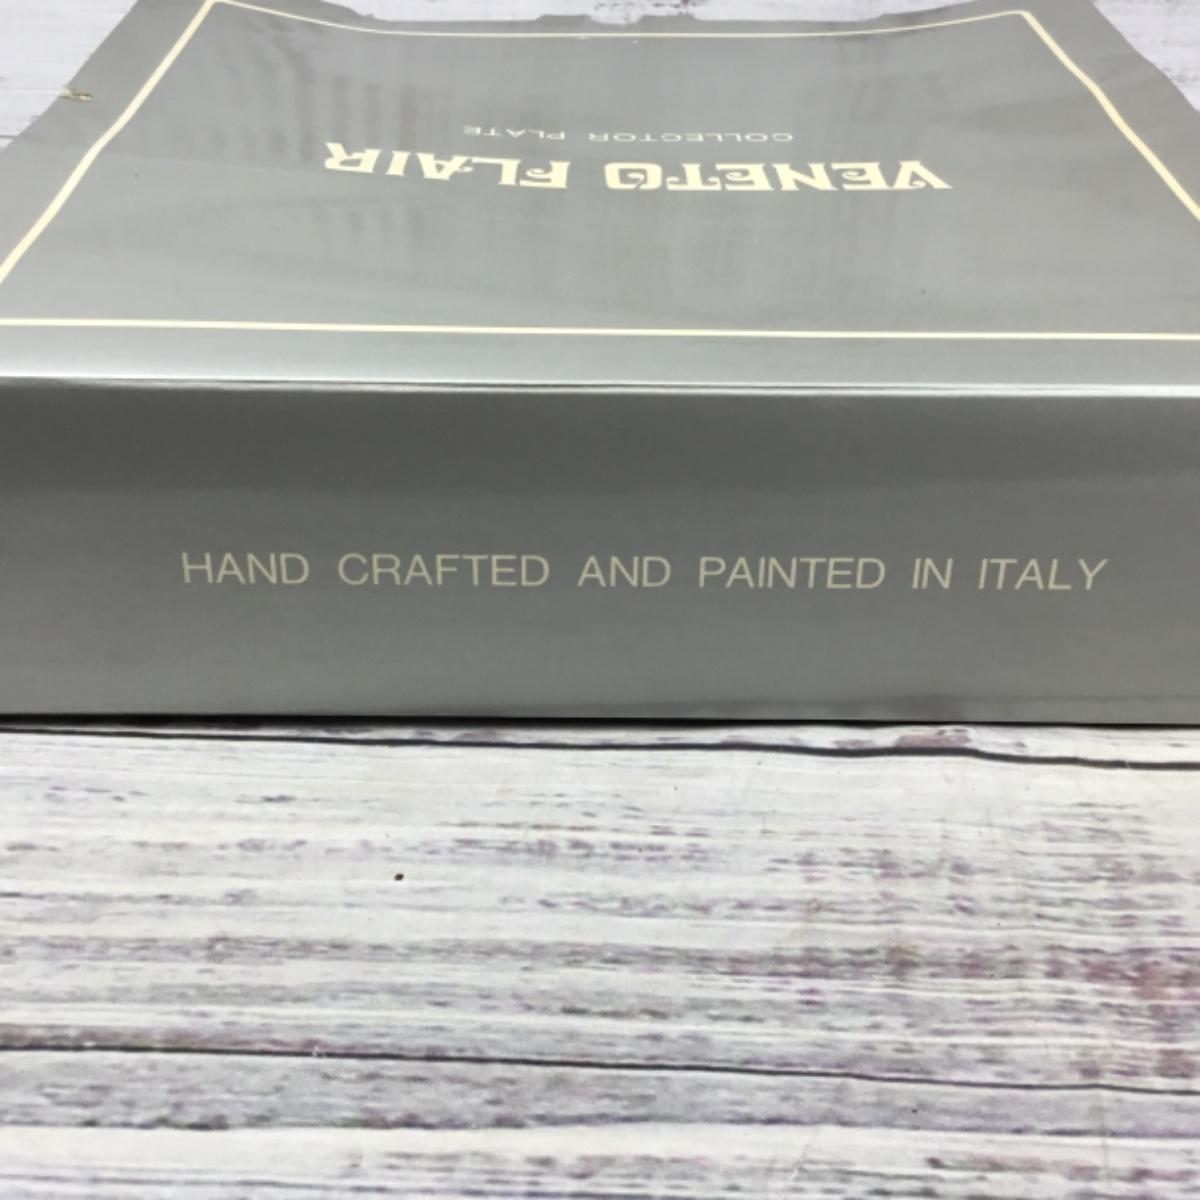 VENETO FLAIR
COLLECTOR PLATE
HAND CRAFTED AND PAINTED IN ITALY